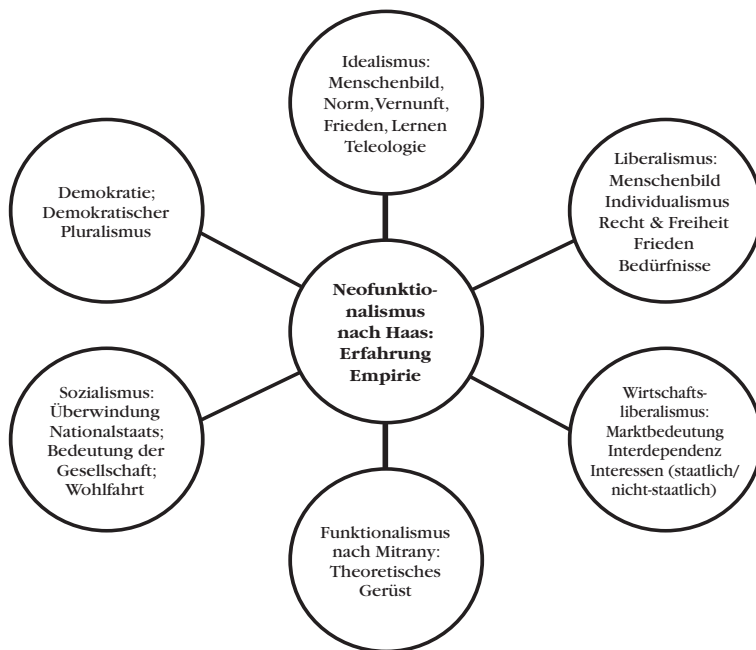 Idealismus:
Menschenbild,
Norm,Vernunft,
Frieden, Lernen
Teleologie
Demokratie;
Demokratischer
Pluralismus
Liberalismus:
Menschenbild
Individualismus
Recht & Freiheit
Frieden
Bedürfnisse
Neofunktio-
nalismus
nach Haas:
Erfahrung
Empirie
Sozialismus:
Überwindung
Nationalstaats;
Bedeutung der
Gesellschaft;
Wohlfahrt
Wirtschafts-
liberalismus:
Marktbedeutung
Interdependenz
Interessen (staatlich/
nicht-staatlich)
Funktionalismus
nach Mitrany:
Theoretisches
Gerüst